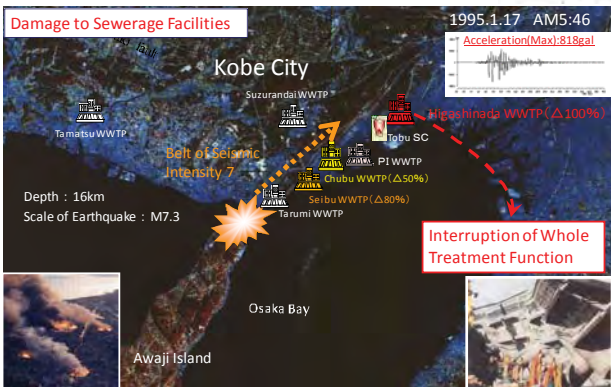 Damage to Sewerage Facilities
1995.1.17 AM5:46
Acceleration(Max):818gal
Kobe City
Suzurandai WWTP
Higashinada WWTP(△100%)
Tamatsu WWTP
Tobu SC
Belt of Seismic
Intensity 7
PI WWTP
Chubu WWTP(△50%)
Depth：16km
Scale of Earthquake：M7.3
Seibu WWTP(△80%)
Tarumi WWTP
Interruption of Whole
Treatment Function
Osaka Bay
Awaji Island